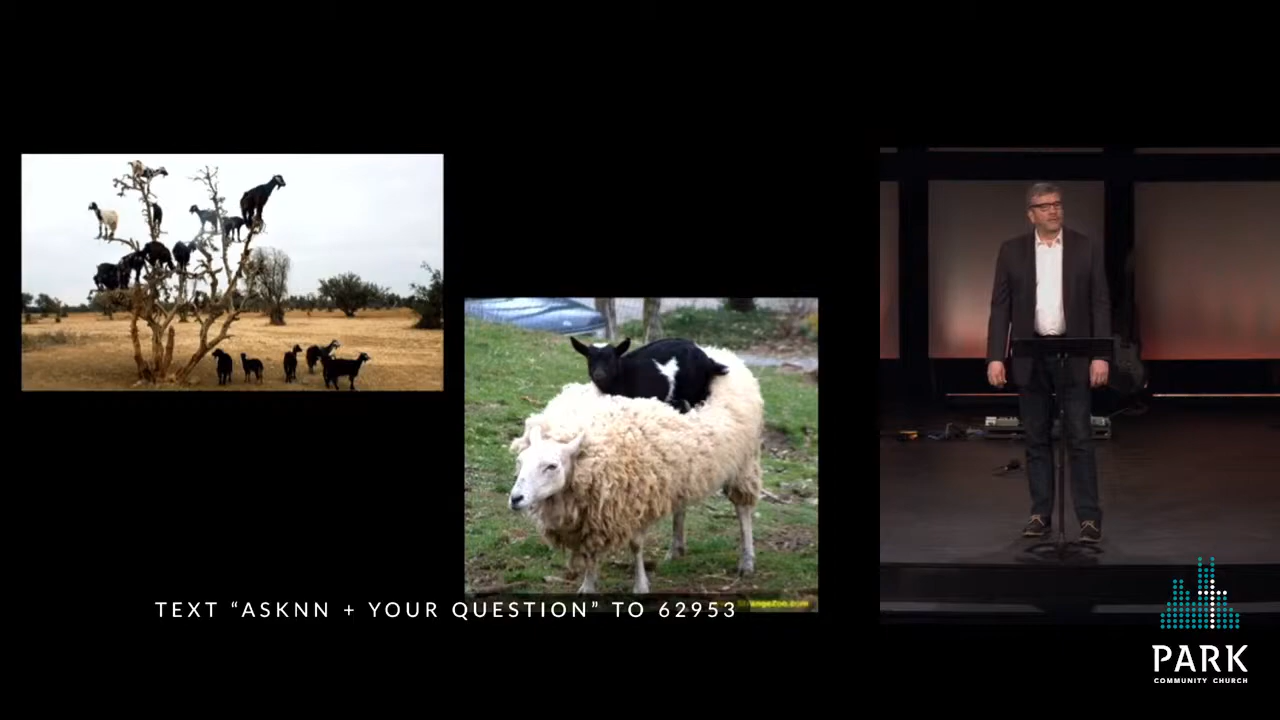 TEXT “ASKNN + YOUR QUESTION” TO 62953
PARK
COMMUNITY CHURCH